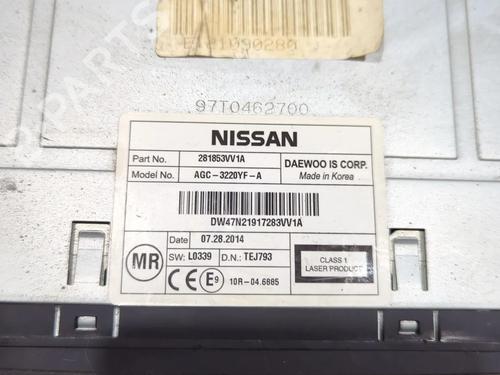 97T0462700
NISSAN
Part No. 281853VV1A
Model No. AGC-3220YF-A
DAEWOO IS CORP.
Made in Korea
DW47N21917283VV1A
Date 07.28.2014
SW: L0339 D.N.: TEJ793
MR
CE E9 10R-04.6885
CLASS 1
LASER PRODUCT